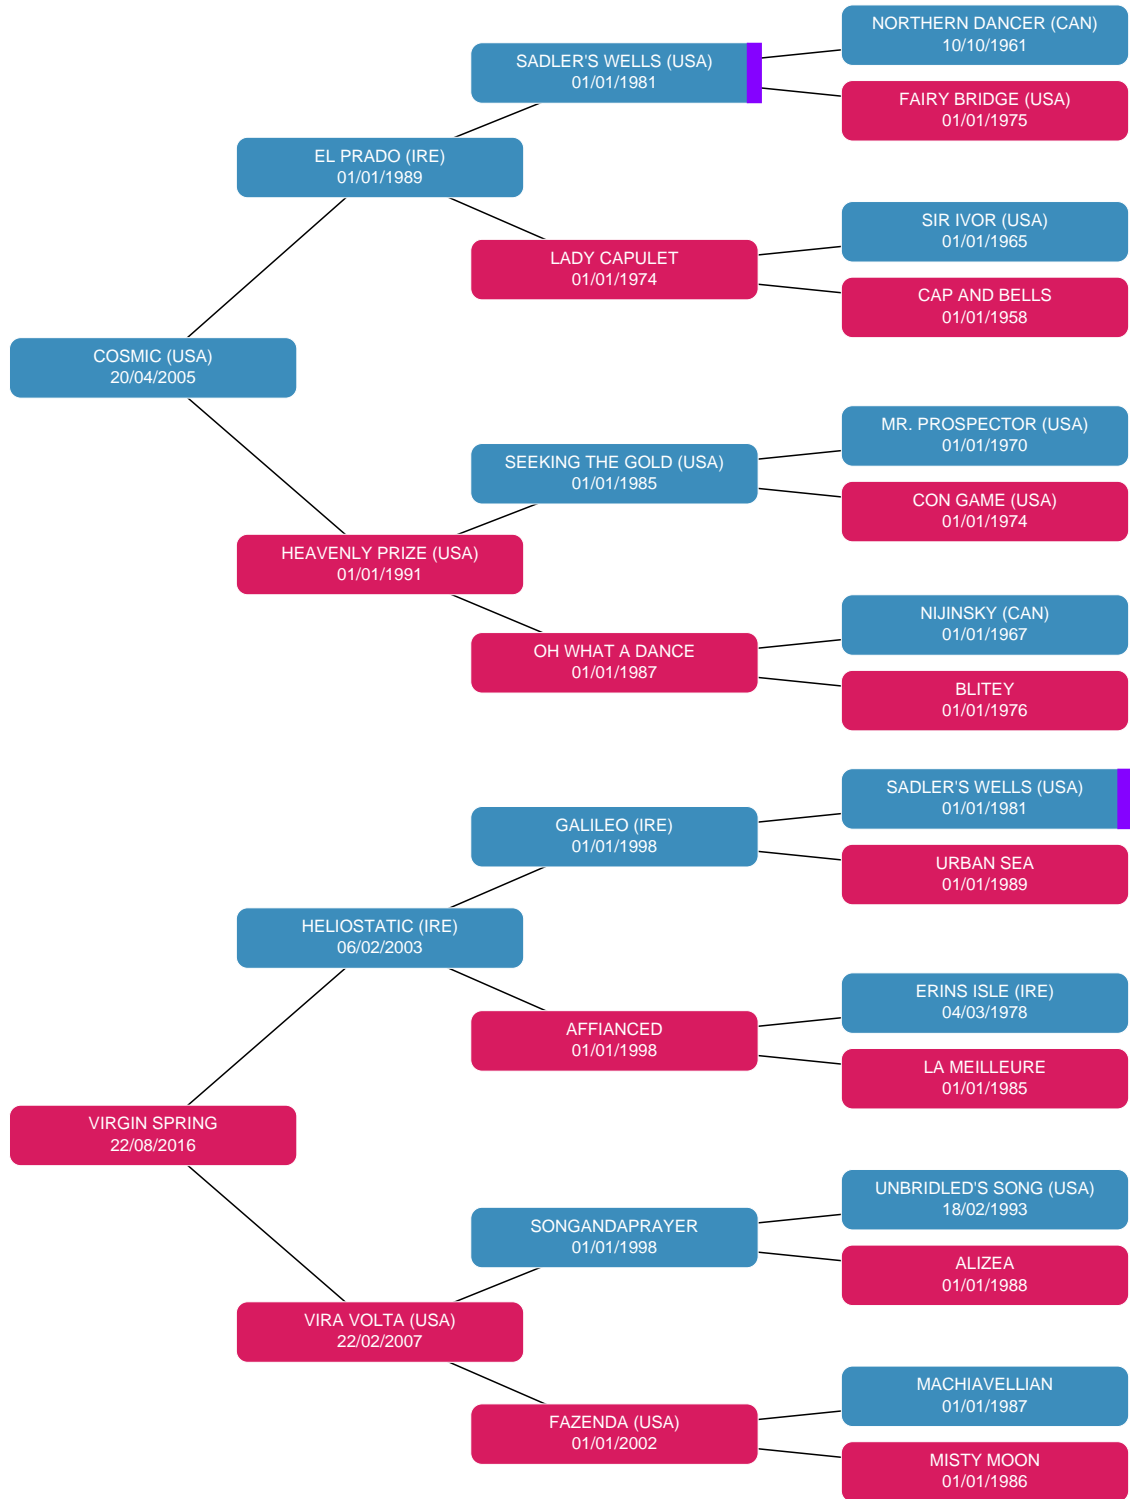 NORTHERN DANCER (CAN)
10/10/1961
SADLER'S WELLS (USA)
01/01/1981
FAIRY BRIDGE (USA)
01/01/1975
EL PRADO (IRE)
01/01/1989
SIR IVOR (USA)
01/01/1965
LADY CAPULET
01/01/1974
CAP AND BELLS
01/01/1958
COSMIC (USA)
20/04/2005
MR. PROSPECTOR (USA)
01/01/1970
SEEKING THE GOLD (USA)
01/01/1985
CON GAME (USA)
01/01/1974
HEAVENLY PRIZE (USA)
01/01/1991
NIJINSKY (CAN)
01/01/1967
OH WHAT A DANCE
01/01/1987
BLITEY
01/01/1976
SADLER'S WELLS (USA)
01/01/1981
GALILEO (IRE)
01/01/1998
URBAN SEA
01/01/1989
HELIOSTATIC (IRE)
06/02/2003
ERINS ISLE (IRE)
04/03/1978
AFFIANCED
01/01/1998
LA MEILLEURE
01/01/1985
VIRGIN SPRING
22/08/2016
UNBRIDLED'S SONG (USA)
18/02/1993
SONGANDAPRAYER
01/01/1998
ALIZEA
01/01/1988
VIRA VOLTA (USA)
22/02/2007
MACHIAVELLIAN
01/01/1987
FAZENDA (USA)
01/01/2002
MISTY MOON
01/01/1986